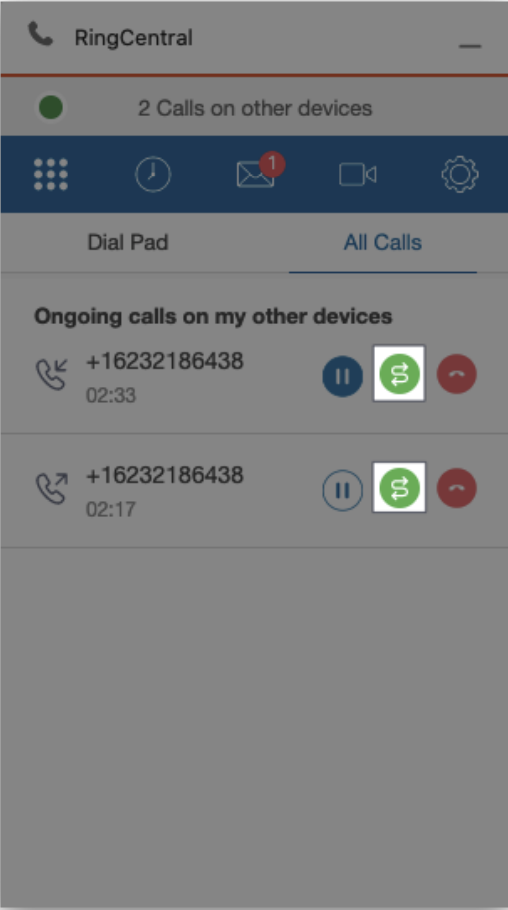 RingCentral
2 Calls on other devices
1
Dial Pad
All Calls
Ongoing calls on my other devices
+16232186438
02:33
+16232186438
02:17